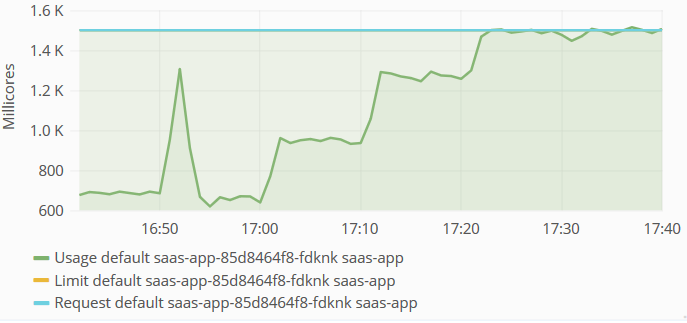 1.6 K
1.4 K
1.2 K
1.0 K
800
600
Millicores
16:50 17:00 17:10 17:20 17:30 17:40
Usage default saas-app-85d8464f8-fdknk saas-app
Limit default saas-app-85d8464f8-fdknk saas-app
Request default saas-app-85d8464f8-fdknk saas-app